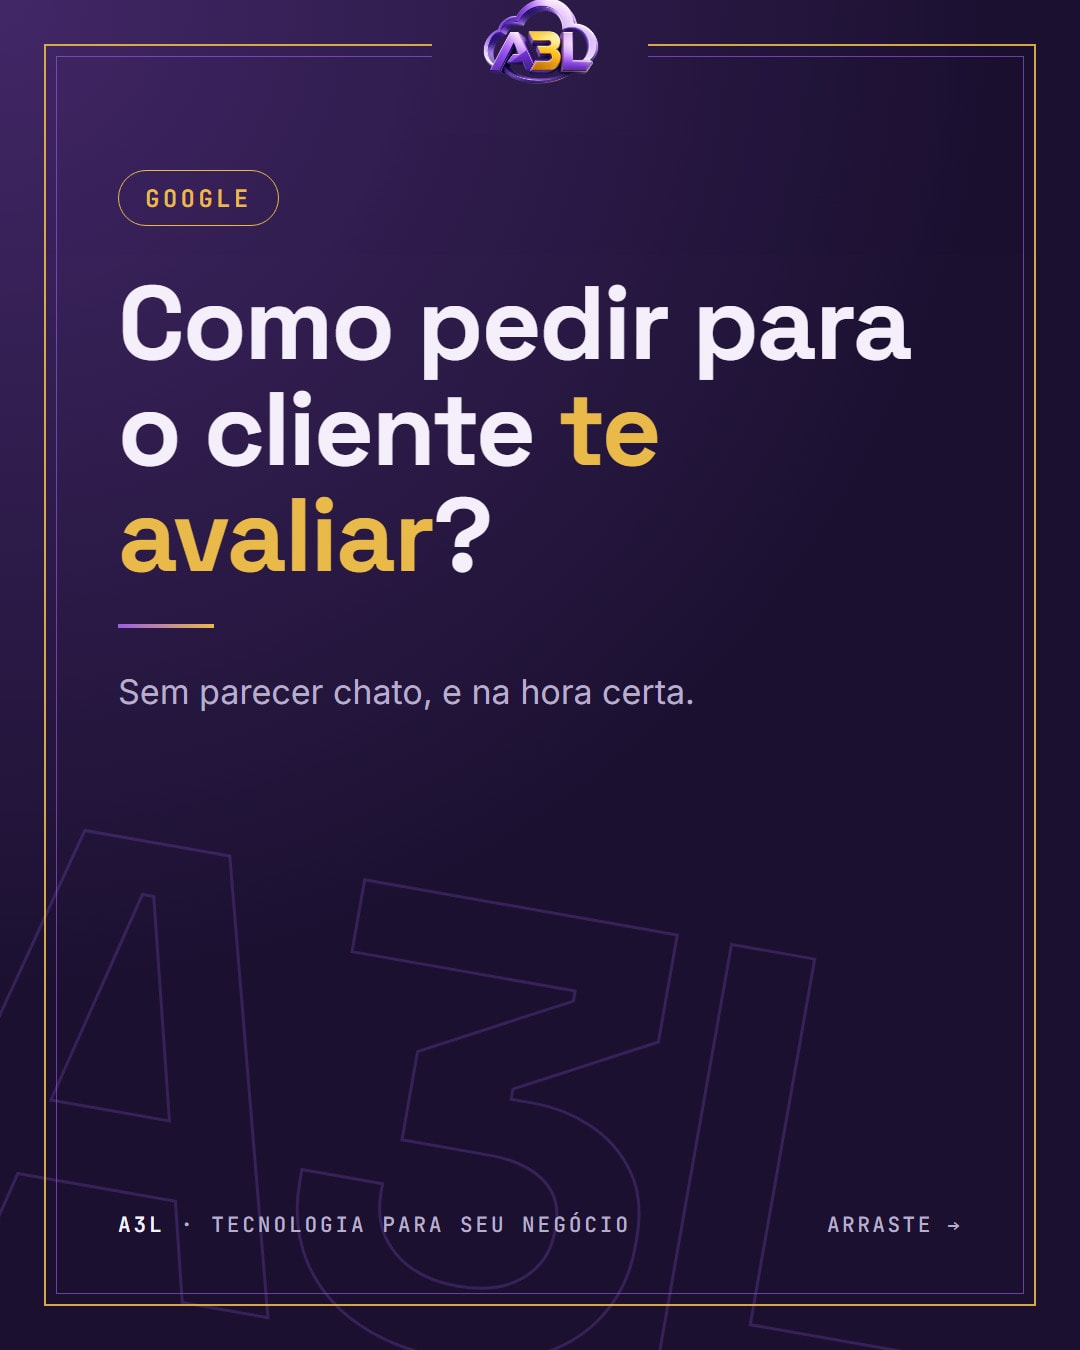 A3L
GOOGLE
Como pedir para
o cliente te
avaliar?
Sem parecer chato, e na hora certa.
A3L
A3L · TECNOLOGIA PARA SEU NEGÓCIO
ARRASTE →